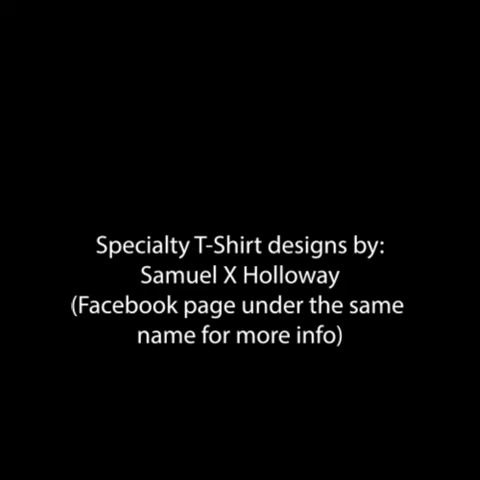 Specialty T-Shirt designs by:
Samuel X Holloway
(Facebook page under the same
name for more info)